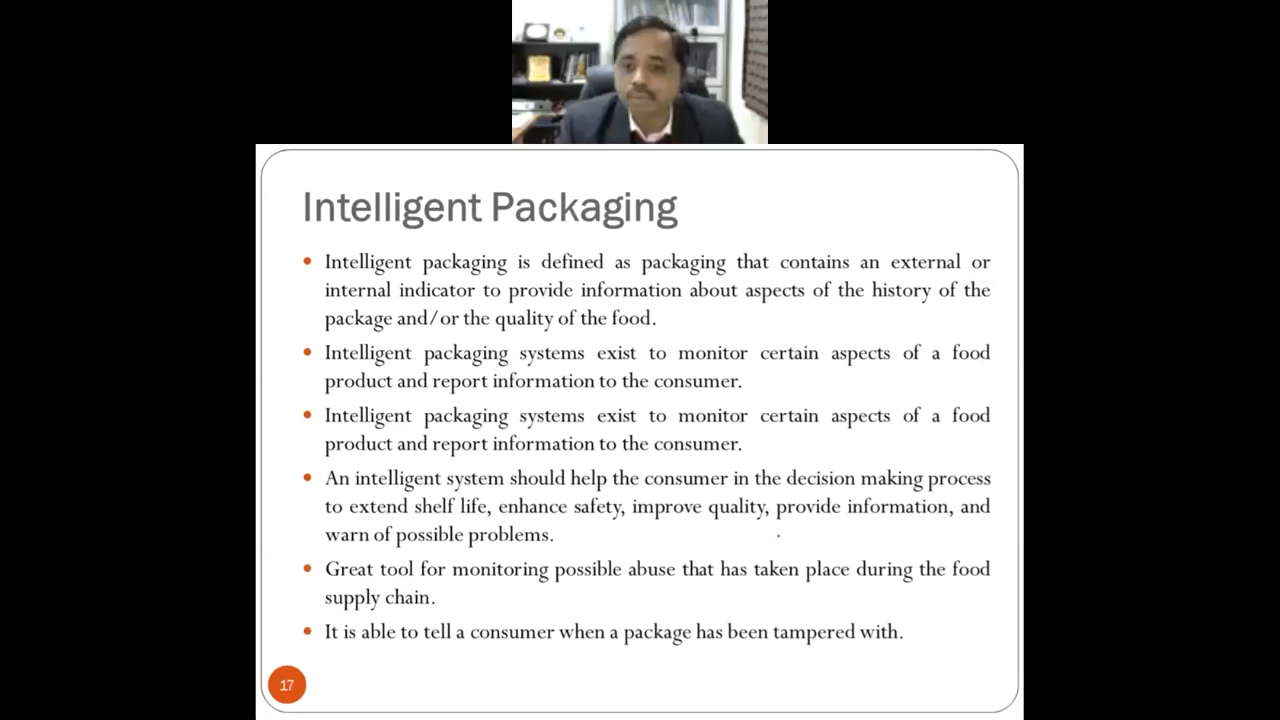 Intelligent Packaging
• Intelligent packaging is defined as packaging that contains an external or
internal indicator to provide information about aspects of the history of the
package and/or the quality of the food.
• Intelligent packaging systems exist to monitor certain aspects of a food
product and report information to the consumer.
• Intelligent packaging systems exist to monitor certain aspects of a food
product and report information to the consumer.
• An intelligent system should help the consumer in the decision making process
to extend shelf life, enhance safety, improve quality, provide information, and
warn of possible problems.
• Great tool for monitoring possible abuse that has taken place during the food
supply chain.
• It is able to tell a consumer when a package has been tampered with.
17